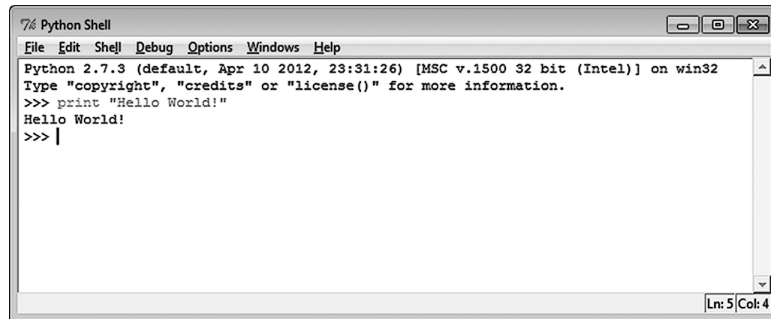 Python Shell
File Edit Shell Debug Options Windows Help
Python 2.7.3 (default, Apr 10 2012, 23:31:26) [MSC v.1500 32 bit (Intel)] on win32
Type "copyright", "credits" or "license()" for more information.
>>> print "Hello World!"
Hello World!
>>>
Ln: 5 Col: 4